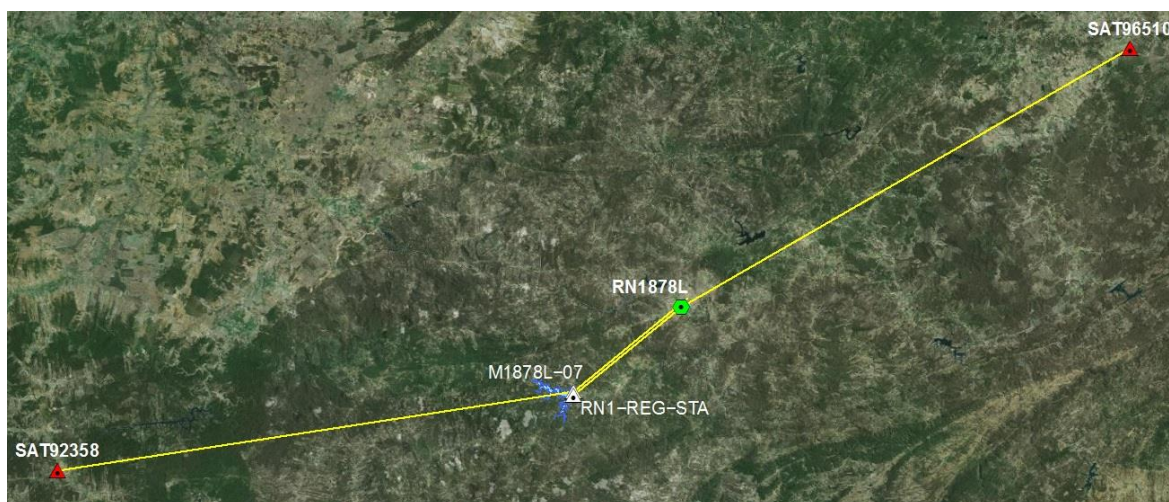 SAT96510
RN1878L
M1878L-07
RN1-REG-STA
SAT92358